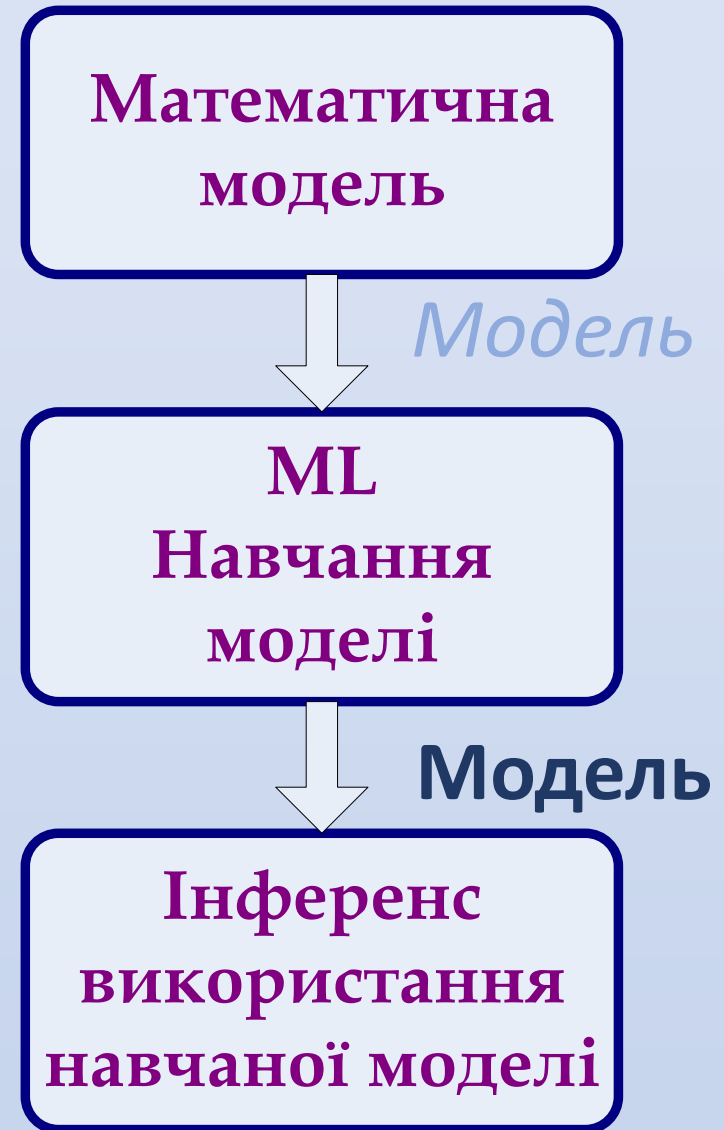 Математична
модель
Модель
ML
Навчання
моделі
Модель
Інференс
використання
навчаної моделі